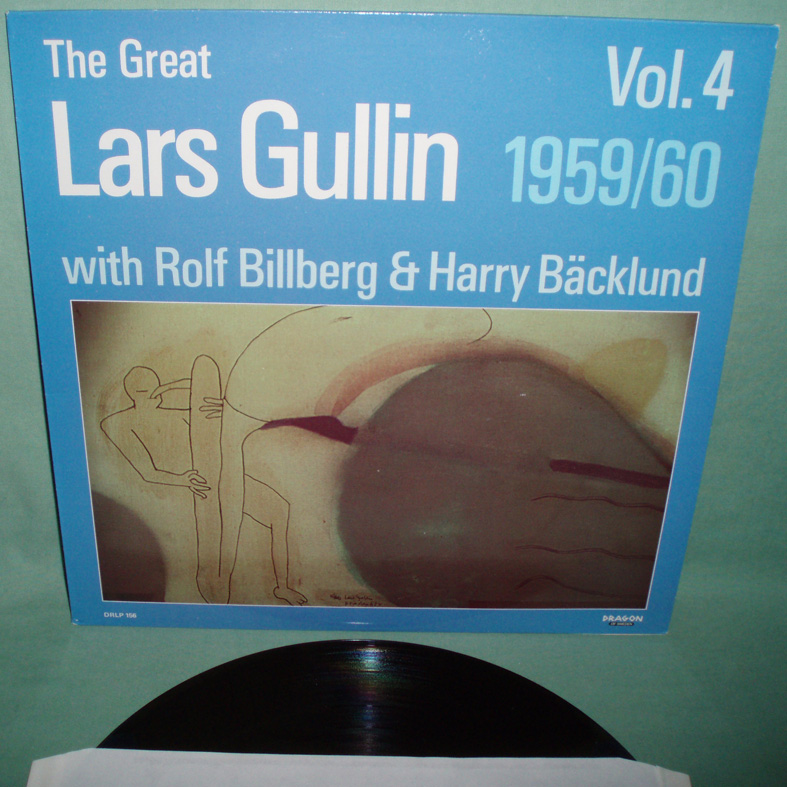 The Great
Vol. 4
Lars Gullin
1959/60
with Rolf Billberg & Harry Bäcklund
DRLP 156
DRAGON